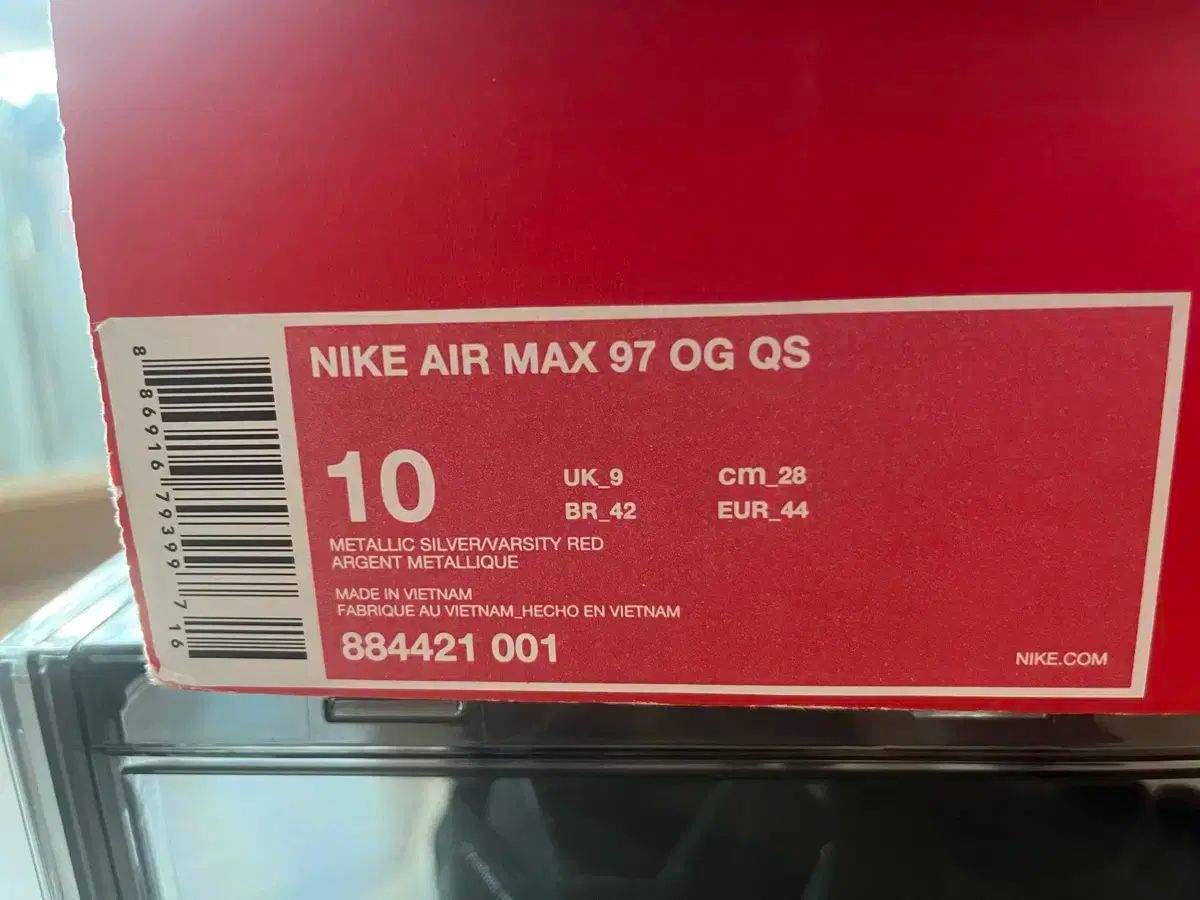 NIKE AIR MAX 97 OG QS
10
UK_9 cm_28
BR_42 EUR_44
METALLIC SILVER/VARSITY RED
ARGENT METALLIQUE
MADE IN VIETNAM
FABRIQUE AU VIETNAM_HECHO EN VIETNAM
884421 001
NIKE.COM
8 86916 79399 7 16